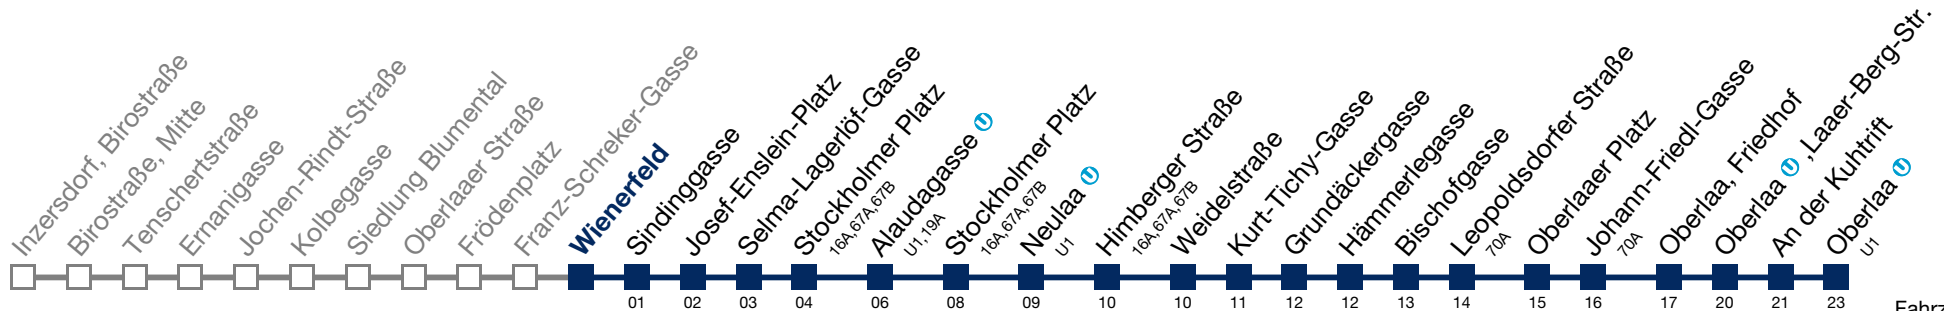 Inzersdorf, Birostraße
Birostraße, Mitte
Tenschertstraße
Ernanigasse
Jochen-Rindt-Straße
Kolbegasse
Siedlung Blumental
Oberlaaer Straße
Frödenplatz
Franz-Schreker-Gasse
Wienerfeld
Sindinggasse
Josef-Enslein-Platz
Selma-Lagerlöf-Gasse
Stockholmer Platz
16A,67A,67B
Alaudagasse U
U1, 19A
Stockholmer Platz
16A,67A,67B
Neulaa U
U1
Himberger Straße
16A,67A,67B
Weidelstraße
Kurt-Tichy-Gasse
Grundäckergasse
Hämmerlegasse
Bischofgasse
Leopoldsdorfer Straße
70A
Oberlaaer Platz
Johann-Friedl-Gasse
70A
Oberlaa, Friedhof
Oberlaa U ,Laaer-Berg-Str.
An der Kuhtrift
Oberlaa U
U1
01 02 03 04 06 08 09 10 10 11 12 12 13 14 15 16 17 20 21 23